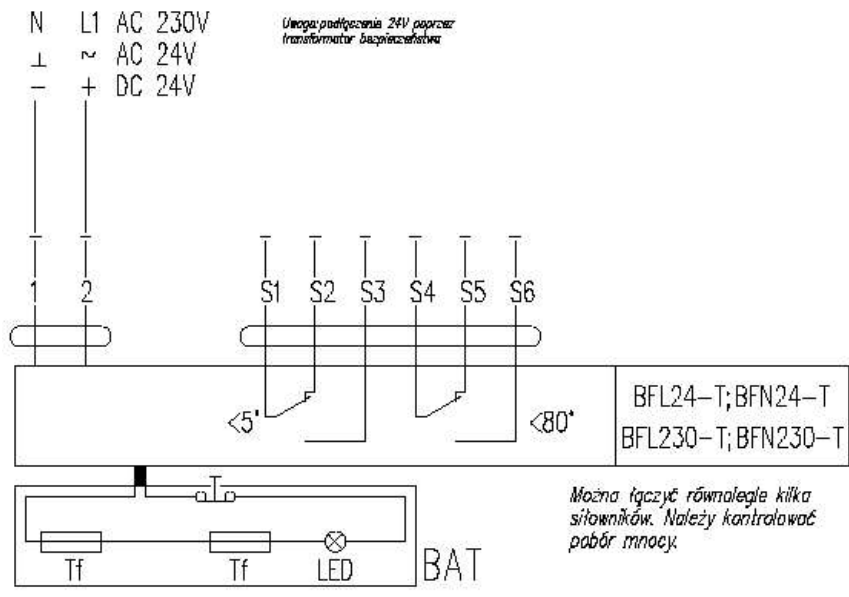 N L1 AC 230V
⊥ ~ AC 24V
− + DC 24V
Uwaga:podłączenie 24V poprzez
transformator bezpieczeństwa
1 2 S1 S2 S3 S4 S5 S6
<5° <80°
BFL24-T;BFN24-T
BFL230-T;BFN230-T
Można łączyć równolegle kilka
siłowników. Należy kontrolować
pobór mnocy.
Tf Tf LED BAT